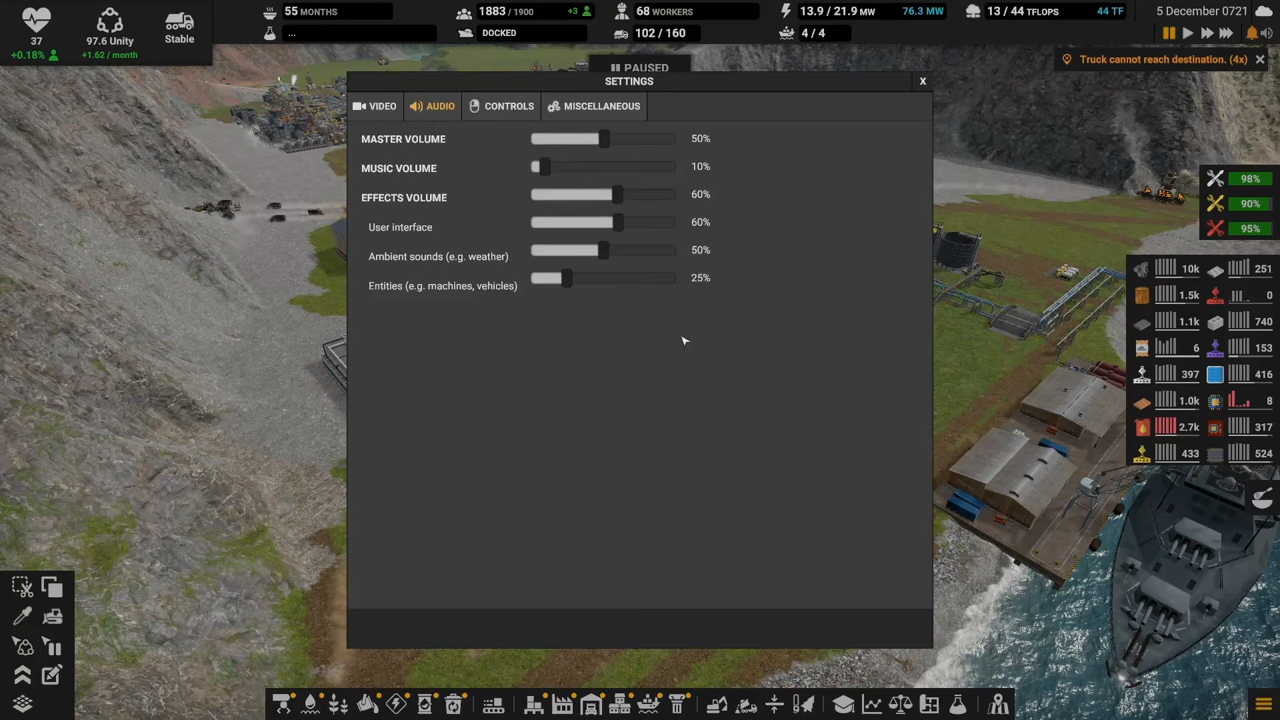 55 MONTHS
1883 / 1900 +3
68 WORKERS
13.9 / 21.9 MW 76.3 MW
13 / 44 TFLOPS 44 TF
5 December 0721
37
+0.18%
97.6 Unity
+1.62 / month
Stable
...
DOCKED
102 / 160
4 / 4
PAUSED
Truck cannot reach destination. (4x)
SETTINGS
X
VIDEO
AUDIO
CONTROLS
MISCELLANEOUS
MASTER VOLUME 50%
MUSIC VOLUME 10%
EFFECTS VOLUME 60%
User interface 60%
Ambient sounds (e.g. weather) 50%
Entities (e.g. machines, vehicles) 25%
98%
90%
95%
10k 251
1.5k 0
1.1k 740
6 153
397 416
1.0k 8
2.7k 317
433 524